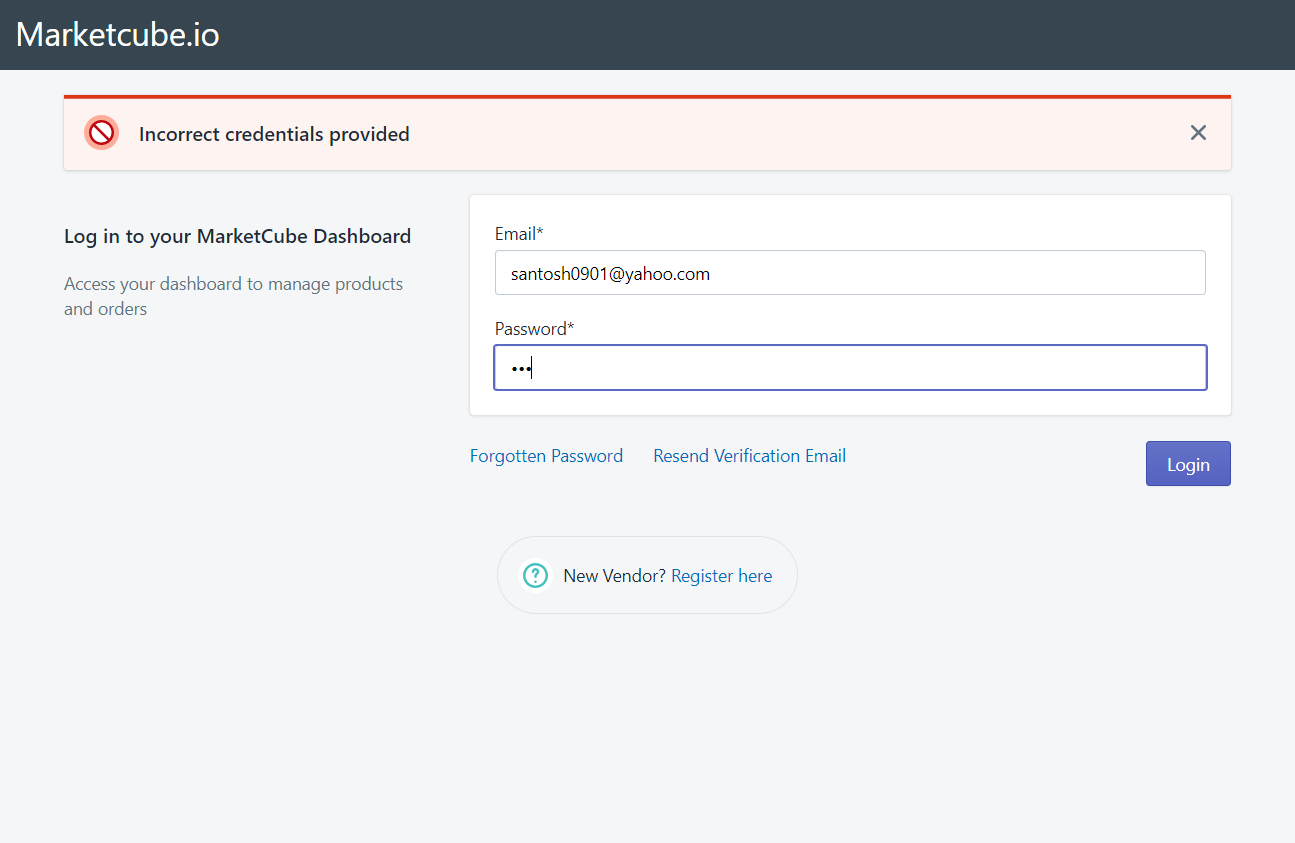 Marketcube.io
Incorrect credentials provided
Log in to your MarketCube Dashboard
Access your dashboard to manage products
and orders
Email*
santosh0901@yahoo.com
Password*
•••
Forgotten Password
Resend Verification Email
Login
New Vendor? Register here